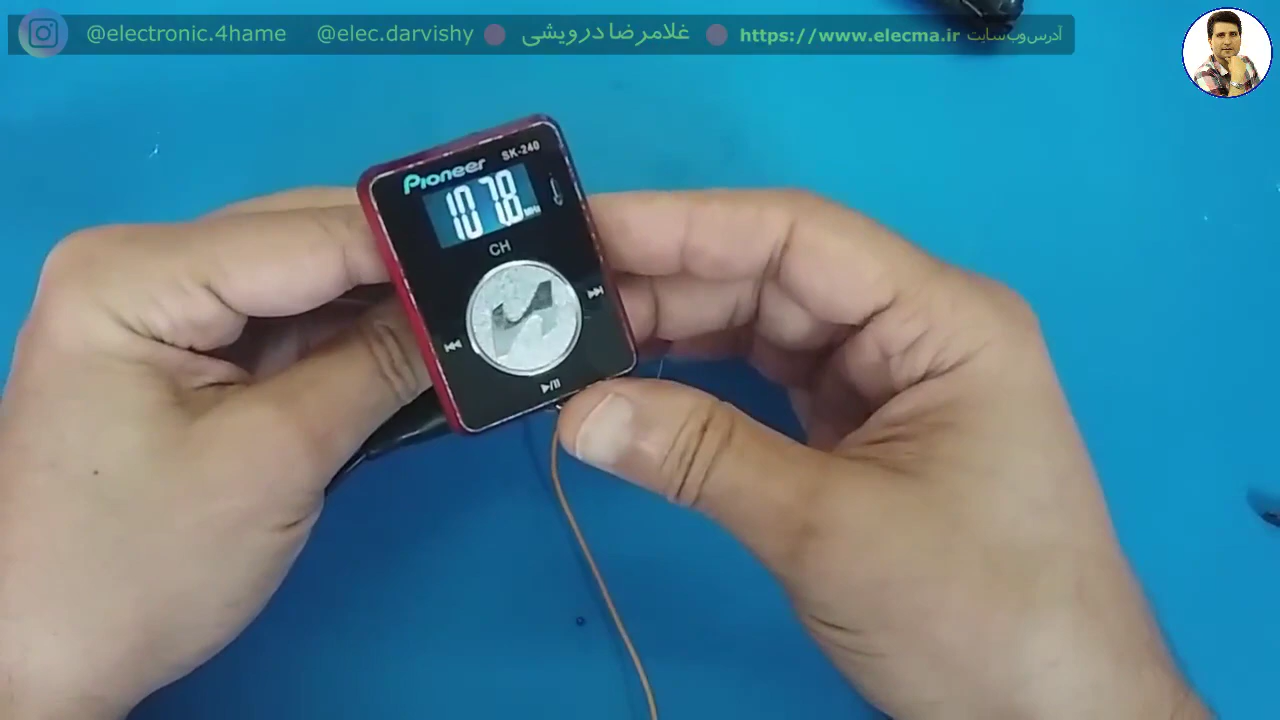 @electronic.4hame @elec.darvishy غلامرضا درویشی https://www.elecma.ir آدرس وب سایت
Pioneer SK-240
107.8 MHz
CH